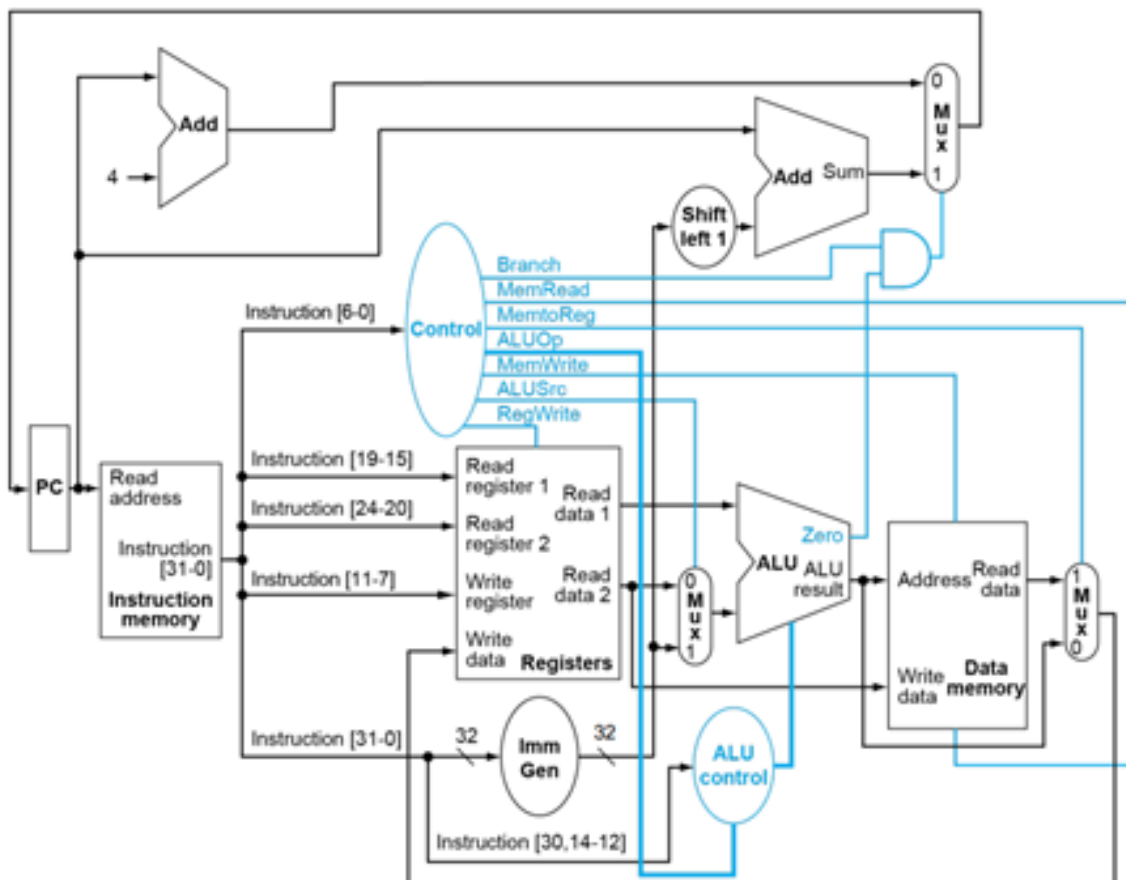 Add
4
0
Mux
1
Add Sum
Shift
left 1
Branch
MemRead
MemtoReg
ALUOp
MemWrite
ALUSrc
RegWrite
Instruction [6-0]
Control
PC
Read
address
Instruction
[31-0]
Instruction
memory
Instruction [19-15]
Instruction [24-20]
Instruction [11-7]
Read
register 1
Read
register 2
Write
register
Write
data
Read
data 1
Read
data 2
Registers
0
Mux
1
Zero
ALU
ALU
result
Address
Read
data
Write
data
Data
memory
1
Mux
0
Instruction [31-0]
32
Imm
Gen
32
ALU
control
Instruction [30,14-12]